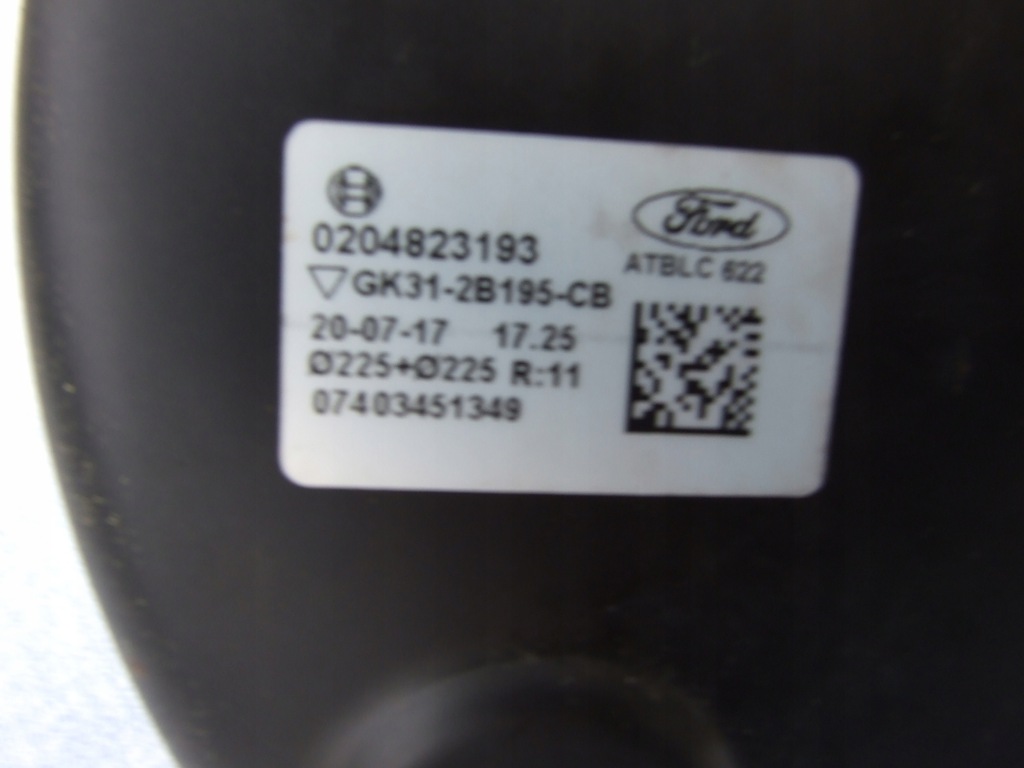 Ford
0204823193
ATBLC 622
▽GK31-2B195-CB
20-07-17 17.25
Ø225+Ø225 R:11
07403451349